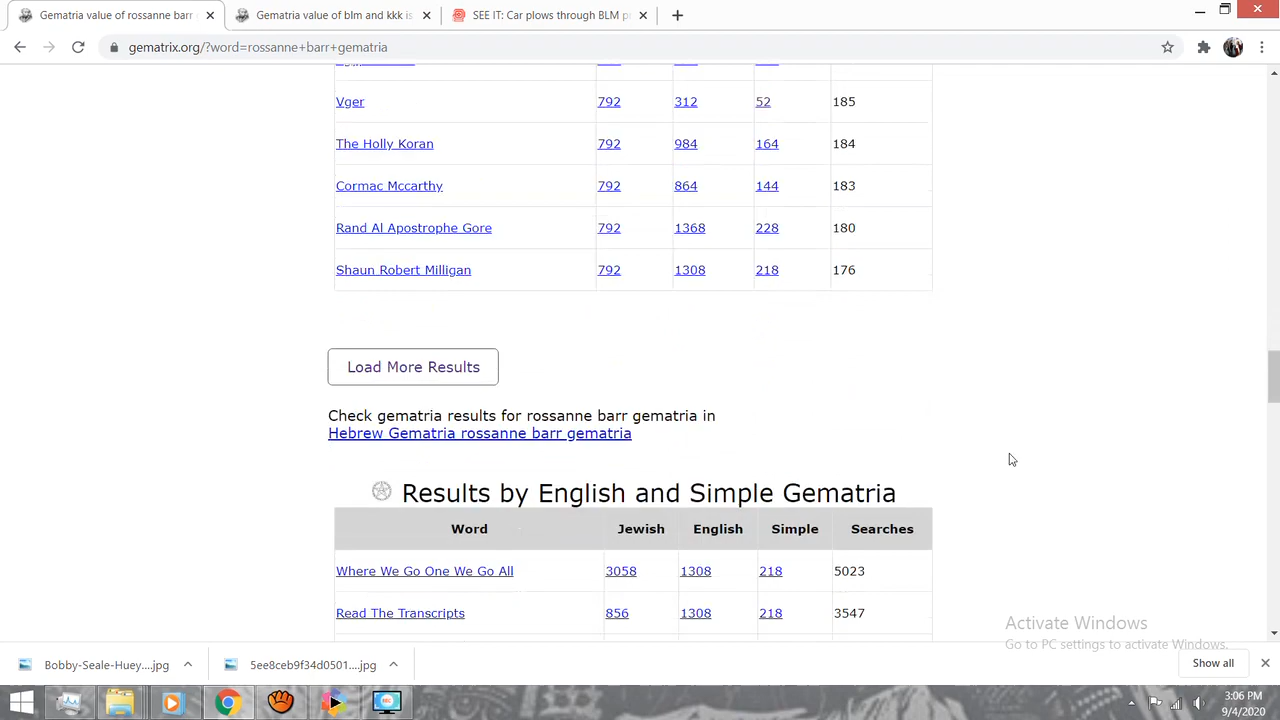 Gematria value of rossanne barr
Gematria value of blm and kkk is
SEE IT: Car plows through BLM pr
gematrix.org/?word=rossanne+barr+gematria
Vger 792 312 52 185
The Holly Koran 792 984 164 184
Cormac Mccarthy 792 864 144 183
Rand Al Apostrophe Gore 792 1368 228 180
Shaun Robert Milligan 792 1308 218 176
Load More Results
Check gematria results for rossanne barr gematria in
Hebrew Gematria rossanne barr gematria
Results by English and Simple Gematria
Word Jewish English Simple Searches
Where We Go One We Go All 3058 1308 218 5023
Read The Transcripts 856 1308 218 3547
Activate Windows
Go to PC settings to activate Windows.
Bobby-Seale-Huey....jpg
5ee8ceb9f34d0501....jpg
Show all
3:06 PM
9/4/2020